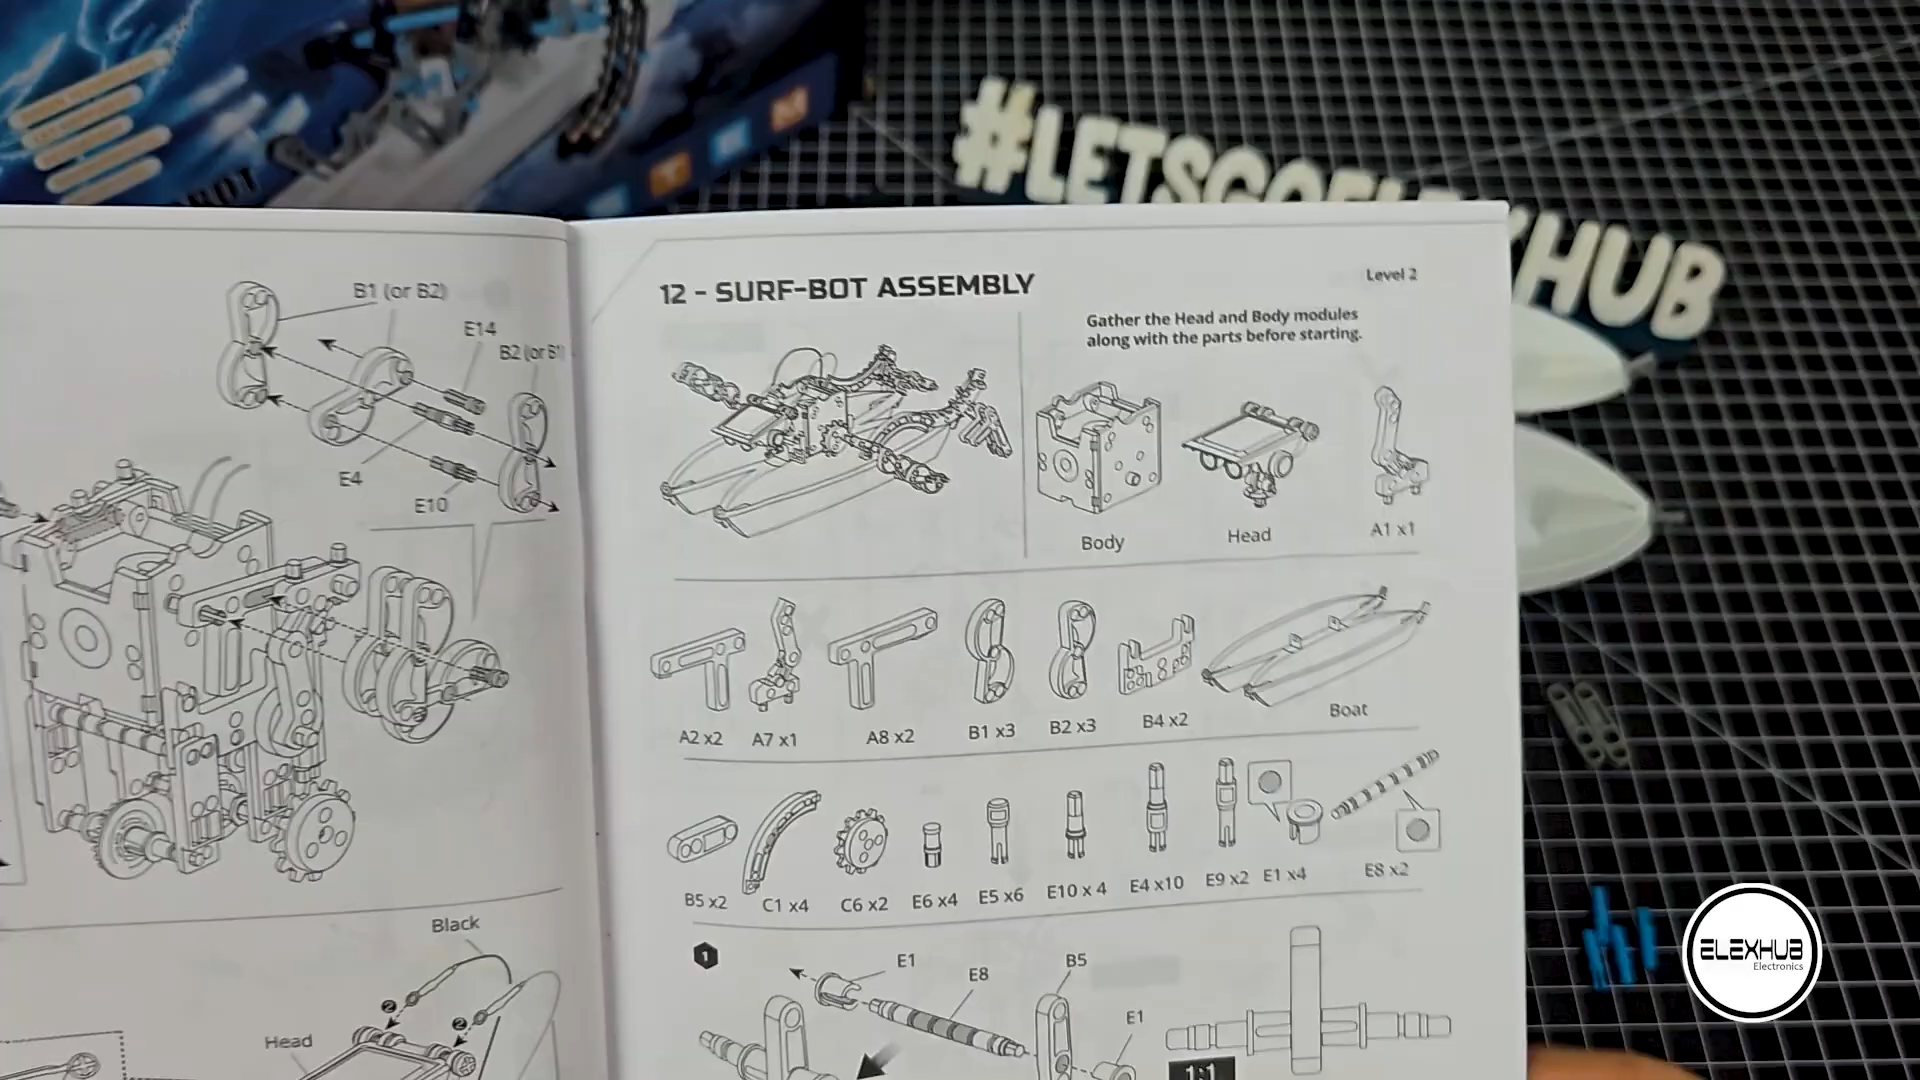 #LETSGOELEXHUB
B1 (or B2)
E14
B2 (or B1)
E4
E10
Black
2
2
Head
12 - SURF-BOT ASSEMBLY
Level 2
Gather the Head and Body modules
along with the parts before starting.
Body
Head
A1 x1
A2 x2
A7 x1
A8 x2
B1 x3
B2 x3
B4 x2
Boat
B5 x2
C1 x4
C6 x2
E6 x4
E5 x6
E10 x 4
E4 x10
E9 x2
E1 x4
E8 x2
1
E1
E8
B5
E1
1:1
ELEXHUB
Electronics